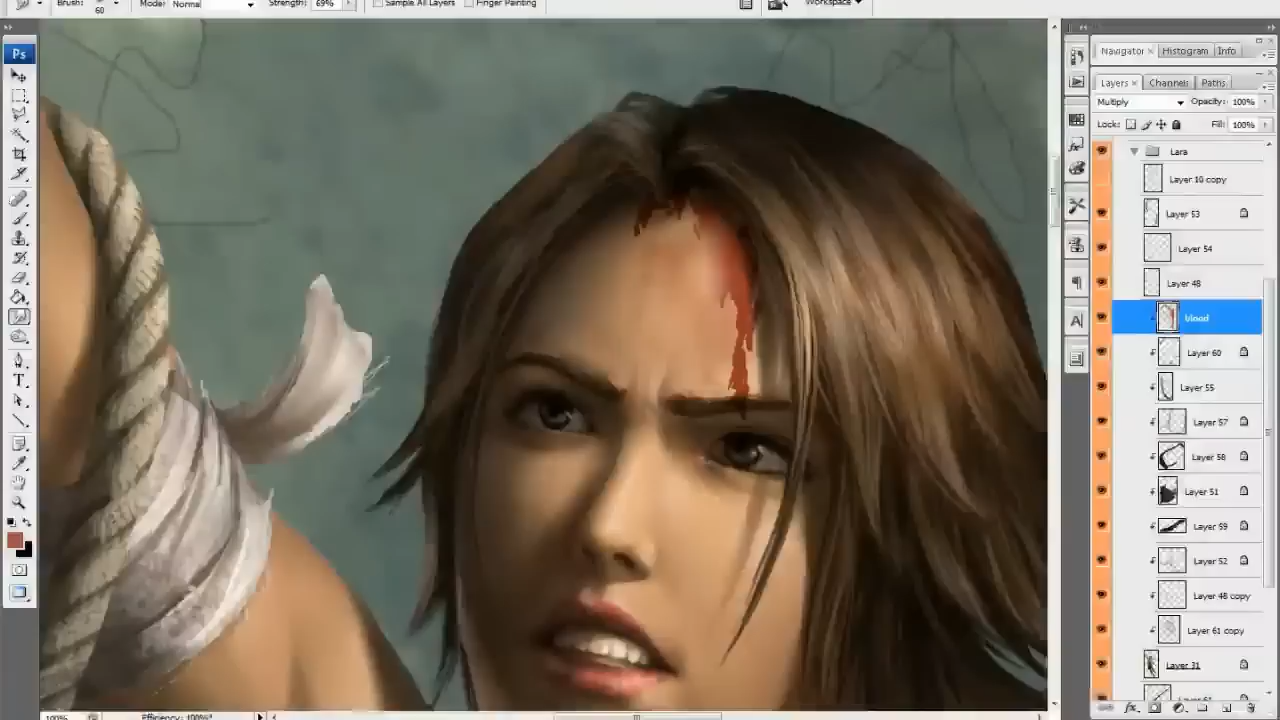 Brush: 60 Mode: Normal Strength: 69% Sample All Layers Finger Painting Workspace
Ps
Navigator Histogram Info
Layers Channels Paths
Multiply Opacity: 100%
Lock: Fill: 100%
Lara
Layer 10 copy
Layer 53
Layer 54
Layer 48
blood
Layer 60
Layer 55
Layer 57
Layer 58
Layer 51
Layer 59
Layer 52
Layer 48 copy
Layer 61 copy
Layer 31
100% Efficiency: 100%*